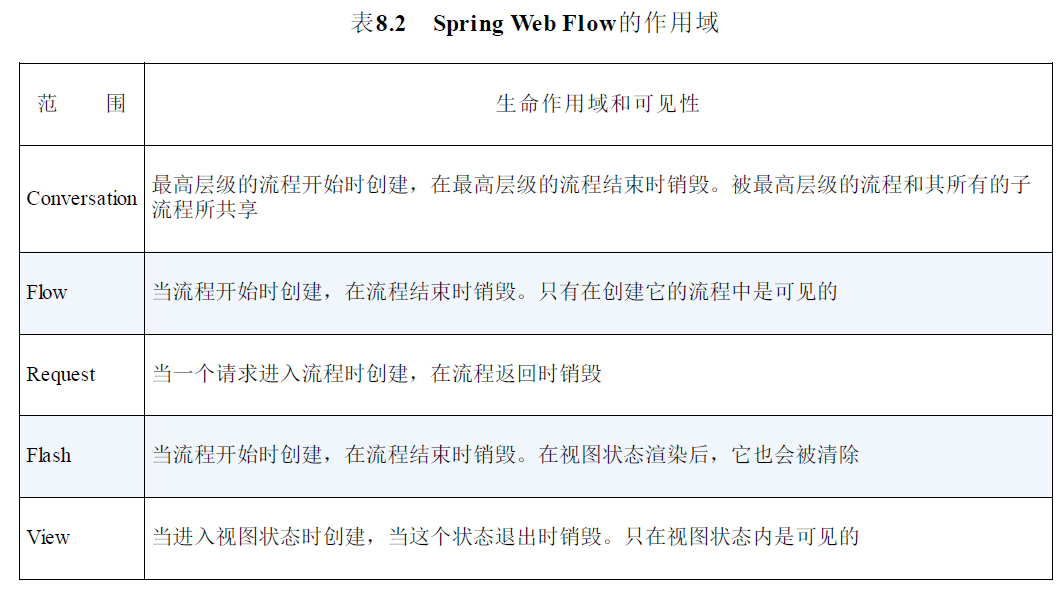 表8.2 Spring Web Flow的作用域
范 围 生命作用域和可见性
Conversation 最高层级的流程开始时创建，在最高层级的流程结束时销毁。被最高层级的流程和其所有的子
流程所共享
Flow 当流程开始时创建，在流程结束时销毁。只有在创建它的流程中是可见的
Request 当一个请求进入流程时创建，在流程返回时销毁
Flash 当流程开始时创建，在流程结束时销毁。在视图状态渲染后，它也会被清除
View 当进入视图状态时创建，当这个状态退出时销毁。只在视图状态内是可见的